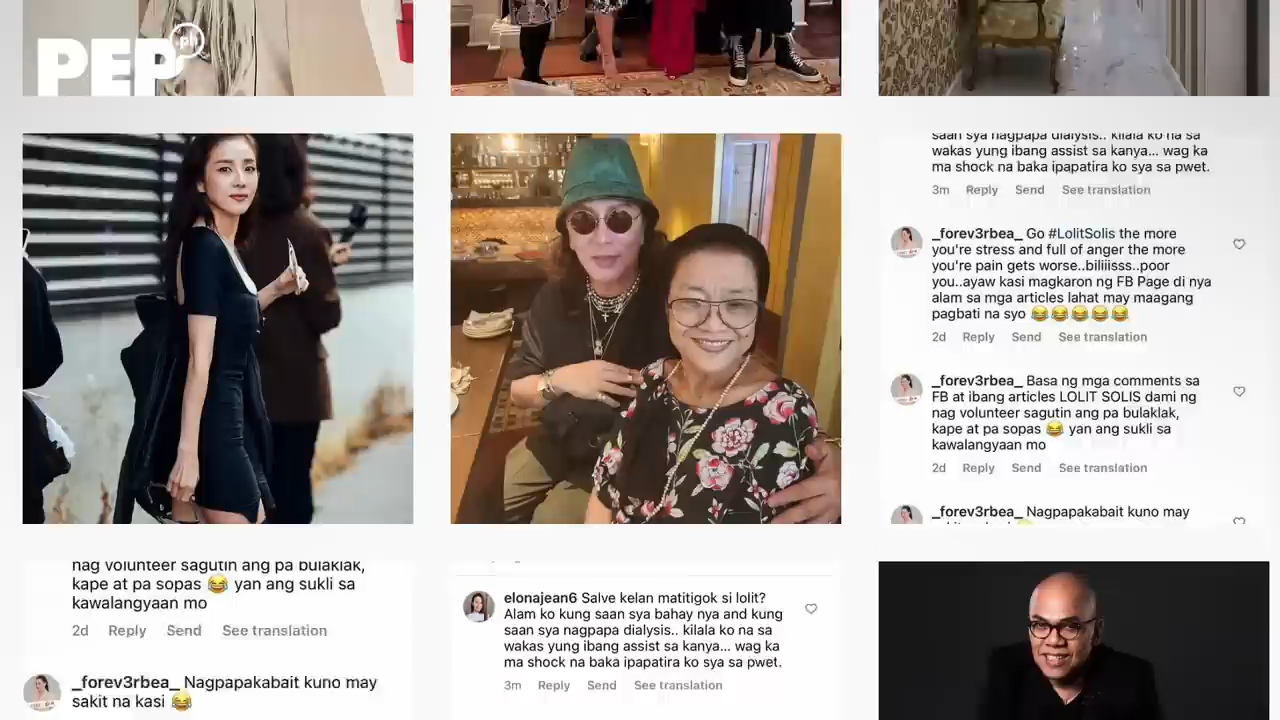 PEP.ph
saan sya nagpapa dialysis.. kilala ko na sa
wakas yung ibang assist sa kanya... wag ka
ma shock na baka ipapatira ko sya sa pwet.
3m Reply Send See translation
_forev3rbea_ Go #LolitSolis the more
you're stress and full of anger the more
you're pain gets worse..biliiisss..poor
you..ayaw kasi magkaron ng FB Page di nya
alam sa mga articles lahat may maagang
pagbati na syo 😂😂😂😂😂
2d Reply Send See translation
_forev3rbea_ Basa ng mga comments sa
FB at ibang articles LOLIT SOLIS dami ng
nag volunteer sagutin ang pa bulaklak,
kape at pa sopas 😂 yan ang sukli sa
kawalangyaan mo
2d Reply Send See translation
_forev3rbea_ Nagpapakabait kuno may
nag volunteer sagutin ang pa bulaklak,
kape at pa sopas 😂 yan ang sukli sa
kawalangyaan mo
2d Reply Send See translation
_forev3rbea_ Nagpapakabait kuno may
sakit na kasi 😂
elonajean6 Salve kelan matitigok si lolit?
Alam ko kung saan sya bahay nya and kung
saan sya nagpapa dialysis.. kilala ko na sa
wakas yung ibang assist sa kanya... wag ka
ma shock na baka ipapatira ko sya sa pwet.
3m Reply Send See translation